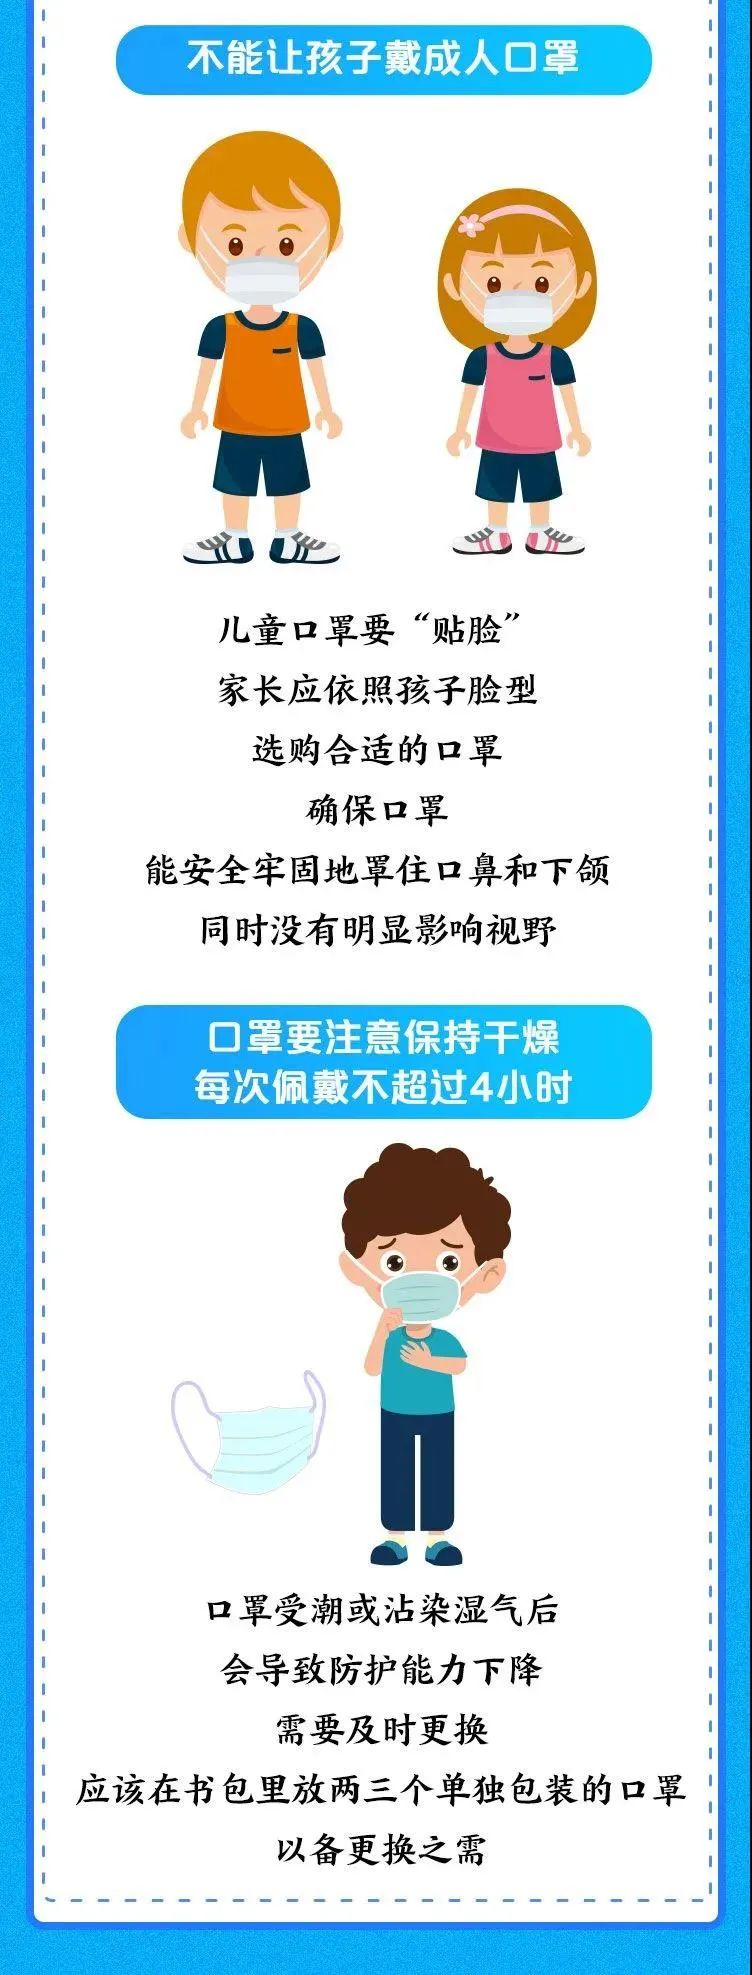 不能让孩子戴成人口罩
儿童口罩要“贴脸”
家长应依照孩子脸型
选购合适的口罩
确保口罩
能安全牢固地罩住口鼻和下颌
同时没有明显影响视野
口罩要注意保持干燥
每次佩戴不超过4小时
口罩受潮或沾染湿气后
会导致防护能力下降
需要及时更换
应该在书包里放两三个单独包装的口罩
以备更换之需